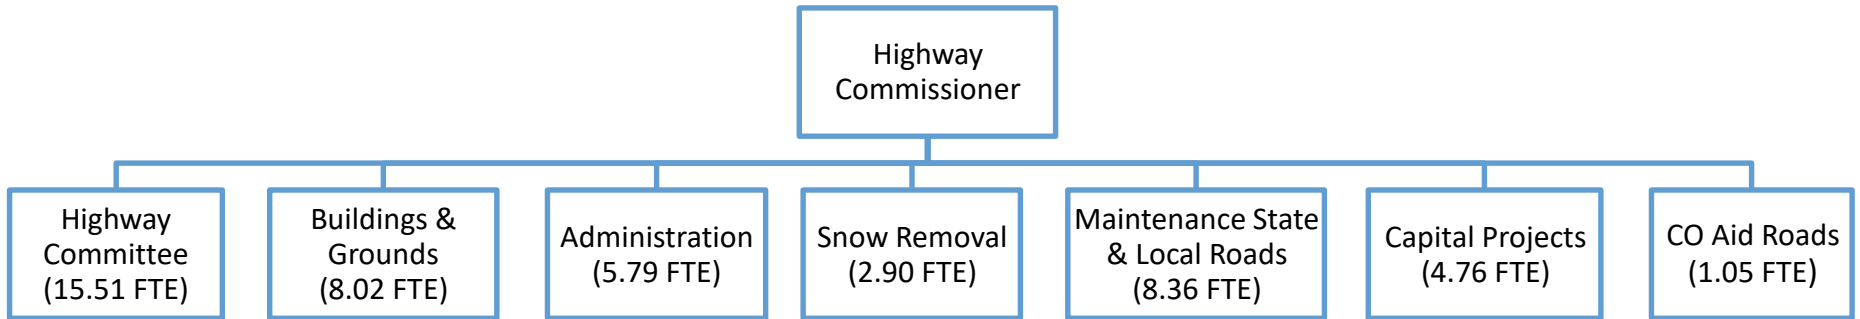 Highway
Commissioner
Highway
Committee
(15.51 FTE)
Buildings &
Grounds
(8.02 FTE)
Administration
(5.79 FTE)
Snow Removal
(2.90 FTE)
Maintenance State
& Local Roads
(8.36 FTE)
Capital Projects
(4.76 FTE)
CO Aid Roads
(1.05 FTE)